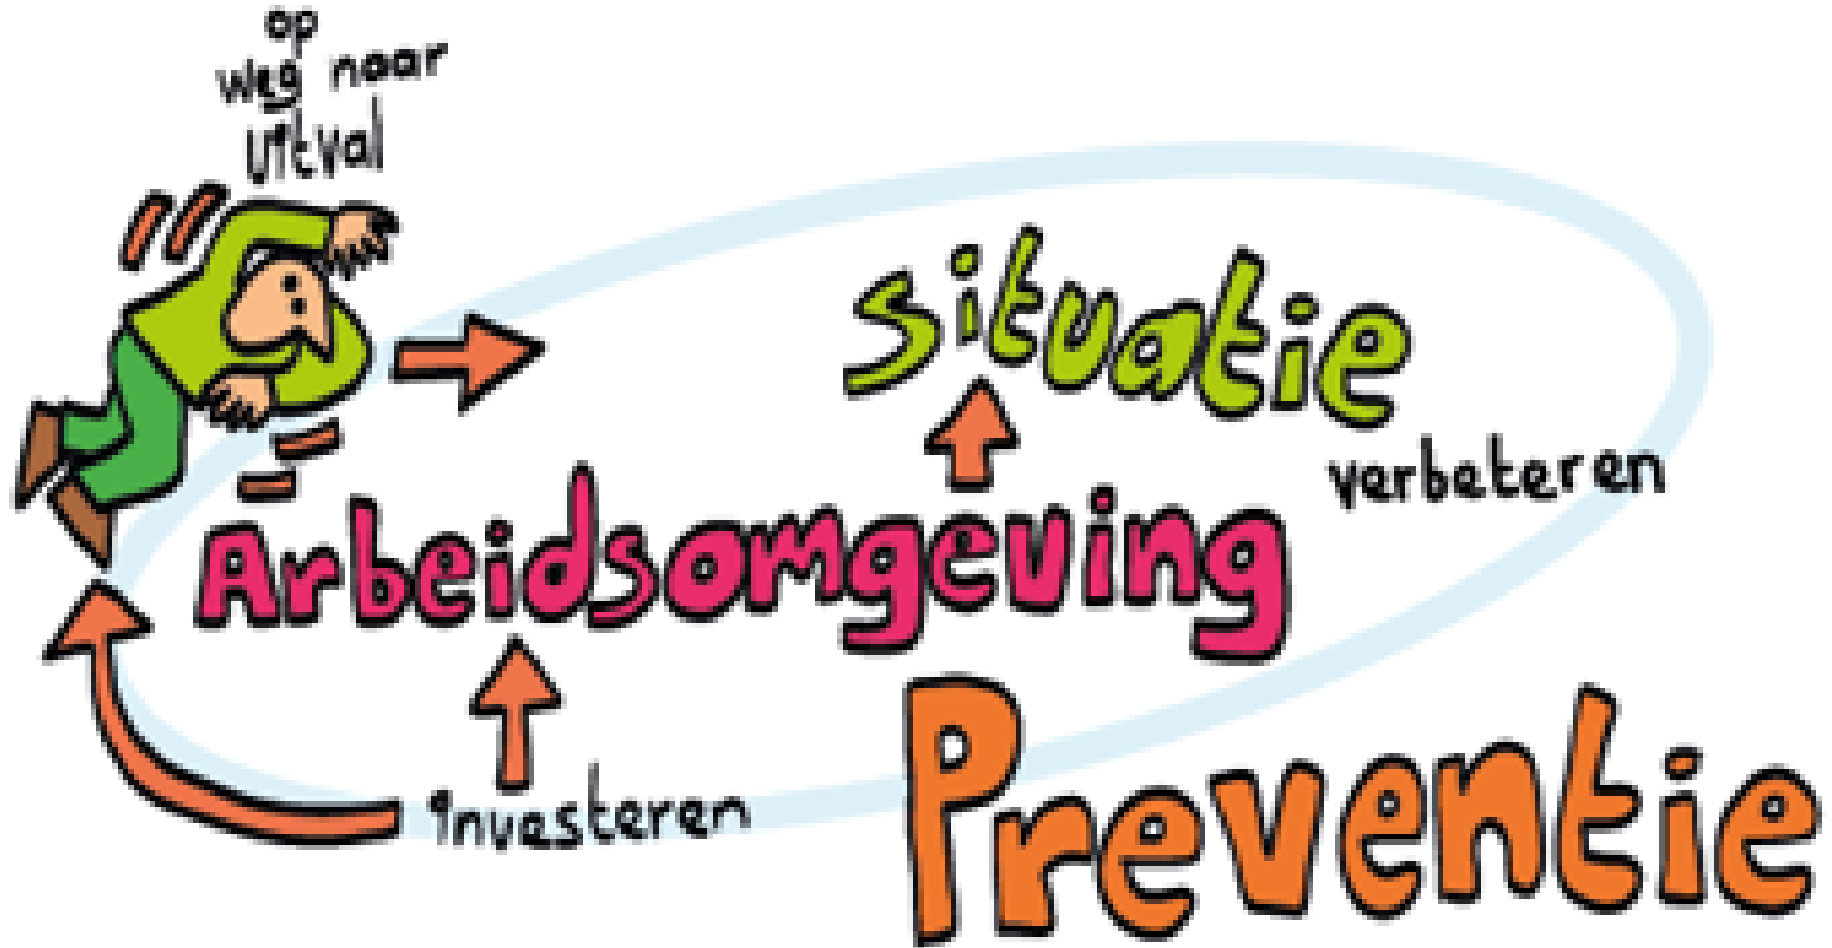 op
weg naar
uitval
situatie
verbeteren
Arbeidsomgeving
investeren
Preventie